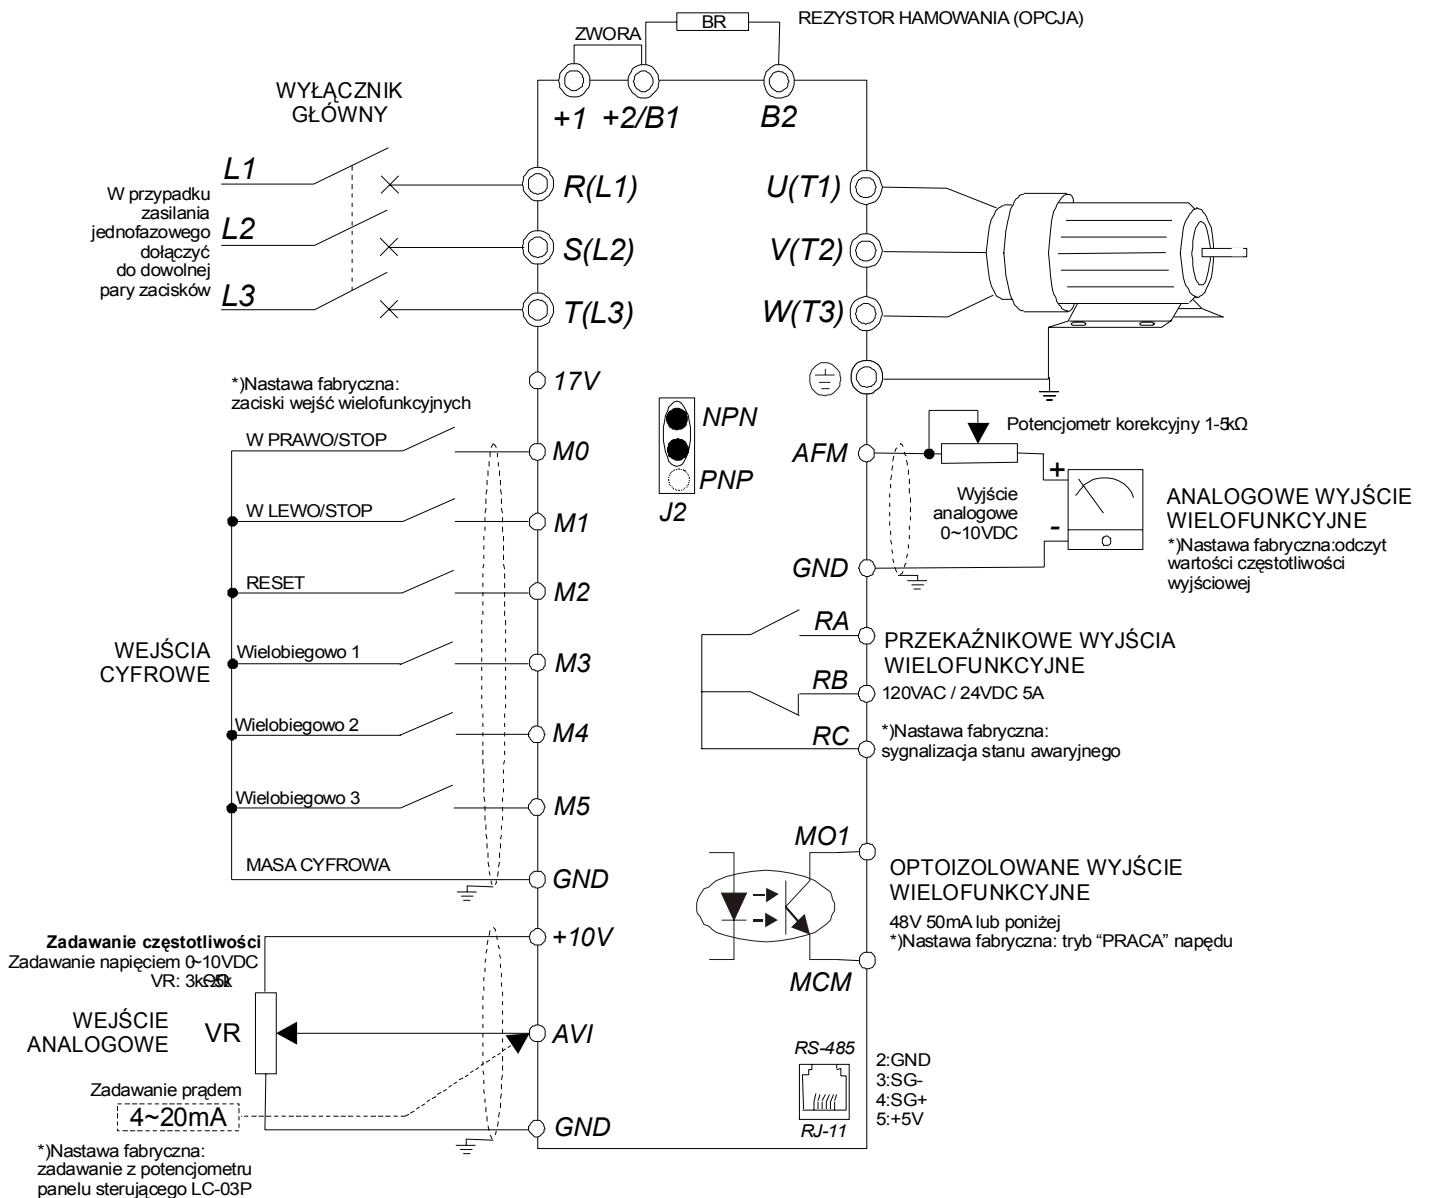 REZYSTOR HAMOWANIA (OPCJA)
BR
ZWORA
+1
+2/B1
B2
WYŁĄCZNIK
GŁÓWNY
L1
L2
L3
W przypadku
zasilania
jednofazowego
dołączyć
do dowolnej
pary zacisków
R(L1)
S(L2)
T(L3)
U(T1)
V(T2)
W(T3)
17V
*)Nastawa fabryczna:
zaciski wejść wielofunkcyjnych
W PRAWO/STOP
M0
W LEWO/STOP
M1
RESET
M2
WEJŚCIA
CYFROWE
Wielobiegowo 1
M3
Wielobiegowo 2
M4
Wielobiegowo 3
M5
MASA CYFROWA
GND
NPN
PNP
J2
AFM
Potencjometr korekcyjny 1-5kΩ
+
-
Wyjście
analogowe
0~10VDC
ANALOGOWE WYJŚCIE
WIELOFUNKCYJNE
*)Nastawa fabryczna:odczyt
wartości częstotliwości
wyjściowej
GND
RA
RB
RC
PRZEKAŹNIKOWE WYJŚCIA
WIELOFUNKCYJNE
120VAC / 24VDC 5A
*)Nastawa fabryczna:
sygnalizacja stanu awaryjnego
MO1
MCM
OPTOIZOLOWANE WYJŚCIE
WIELOFUNKCYJNE
48V 50mA lub poniżej
*)Nastawa fabryczna: tryb “PRACA” napędu
Zadawanie częstotliwości
Zadawanie napięciem 0~10VDC
VR:
+10V
WEJŚCIE
ANALOGOWE
VR
AVI
Zadawanie prądem
4~20mA
GND
*)Nastawa fabryczna:
zadawanie z potencjometru
panelu sterującego LC-03P
RS-485
RJ-11
2:GND
3:SG-
4:SG+
5:+5V